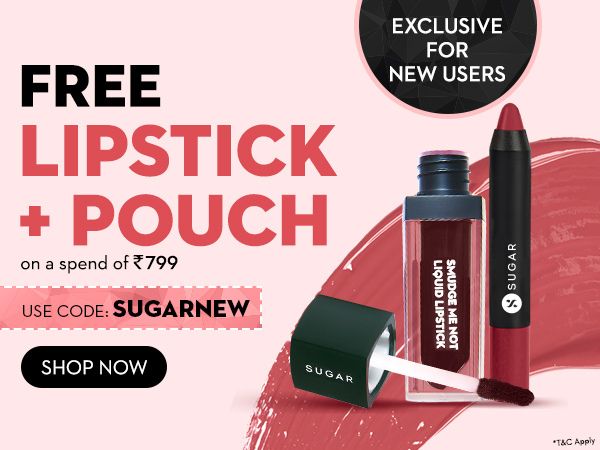 EXCLUSIVE
FOR
NEW USERS
FREE
LIPSTICK
+ POUCH
on a spend of ₹799
USE CODE: SUGARNEW
SHOP NOW
SMUDGE ME NOT
LIQUID LIPSTICK
SUGAR
SUGAR
*T&C Apply